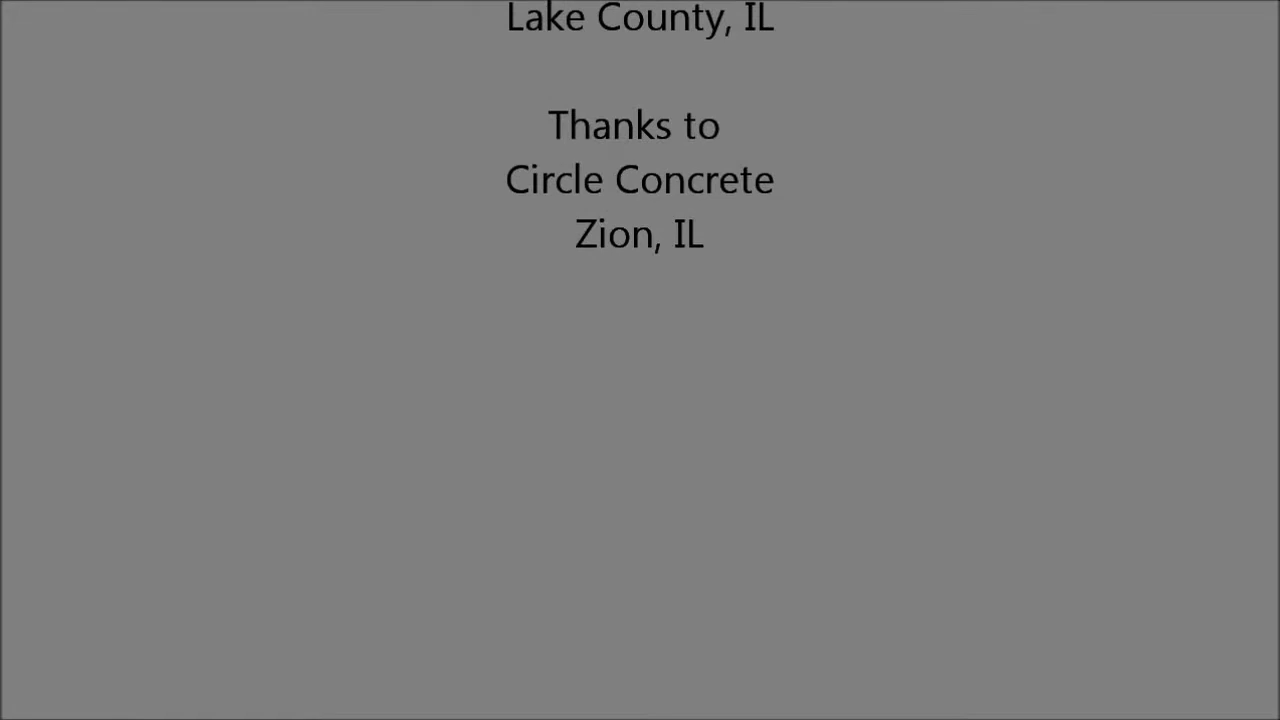 Lake County, IL
Thanks to
Circle Concrete
Zion, IL